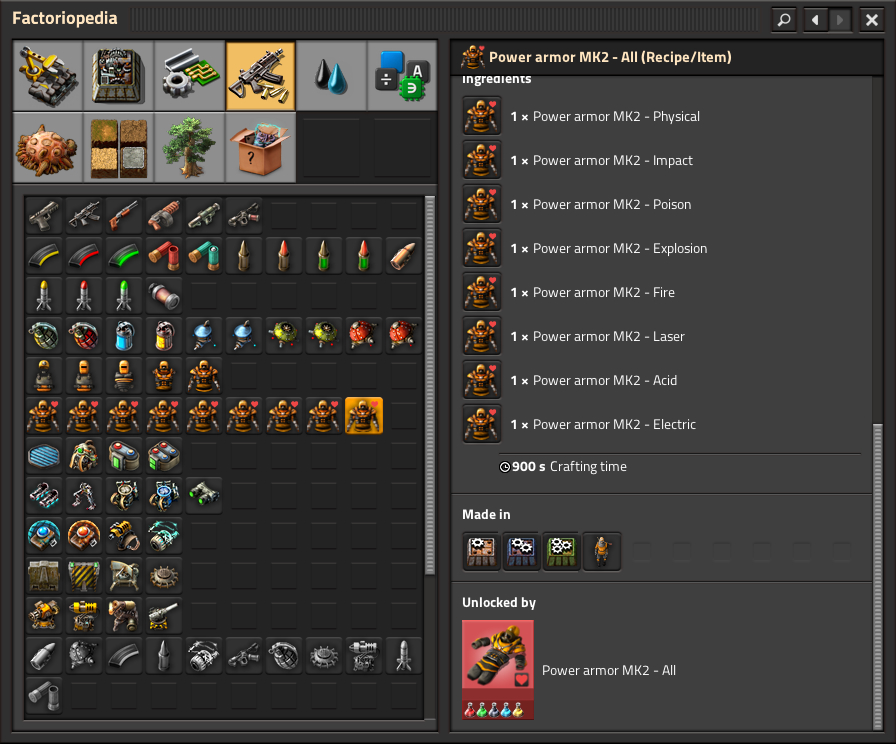 Factoriopedia
Power armor MK2 - All (Recipe/Item)
Ingredients
1 × Power armor MK2 - Physical
1 × Power armor MK2 - Impact
1 × Power armor MK2 - Poison
1 × Power armor MK2 - Explosion
1 × Power armor MK2 - Fire
1 × Power armor MK2 - Laser
1 × Power armor MK2 - Acid
1 × Power armor MK2 - Electric
900 s Crafting time
Made in
Unlocked by
Power armor MK2 - All